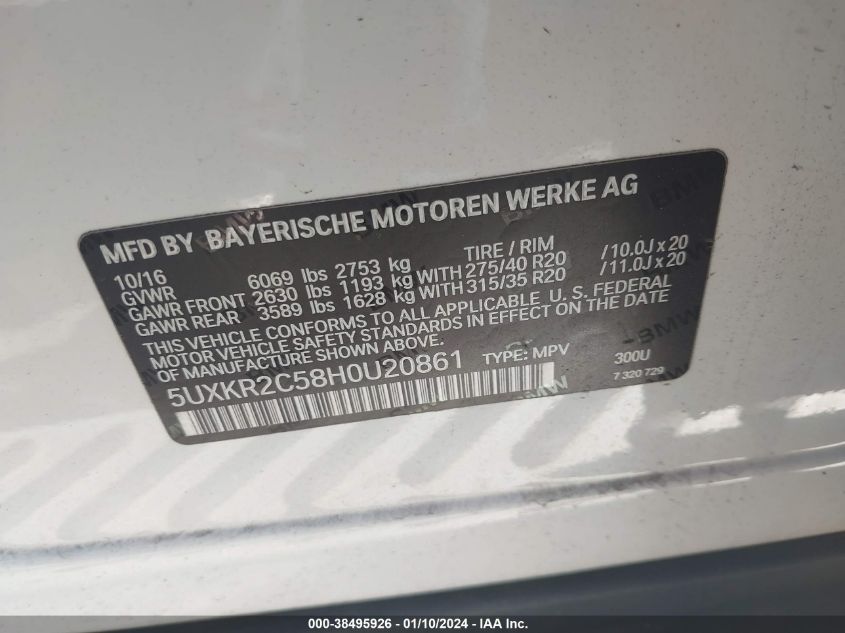 MFD BY BAYERISCHE MOTOREN WERKE AG
10/16 TIRE / RIM
GVWR 6069 lbs 2753 kg
GAWR FRONT 2630 lbs 1193 kg WITH 275/40 R20 /10.0J x 20
GAWR REAR 3589 lbs 1628 kg WITH 315/35 R20 /11.0J x 20
THIS VEHICLE CONFORMS TO ALL APPLICABLE U. S. FEDERAL
MOTOR VEHICLE SAFETY STANDARDS IN EFFECT ON THE DATE
OF MANUFACTURE SHOWN ABOVE.
5UXKR2C58H0U20861 TYPE: MPV 300U
7 320 729
000-38495926 - 01/10/2024 - IAA Inc.